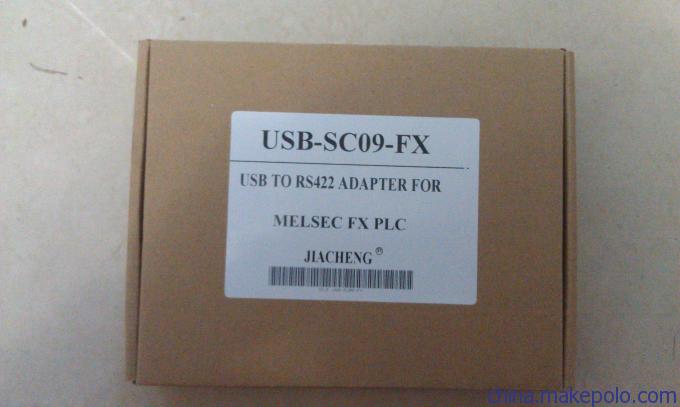 USB-SC09-FX
USB TO RS422 ADAPTER FOR
MELSEC FX PLC
JIACHENG®
china.makepolo.com